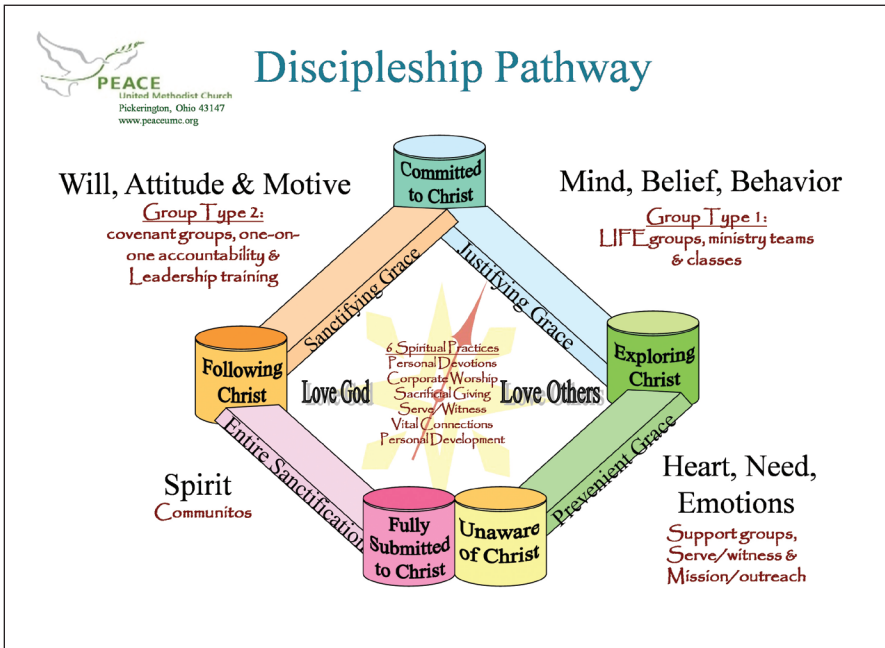 PEACE
United Methodist Church
Pickerington, Ohio 43147
www.peaceumc.org
Discipleship Pathway
Committed
to Christ
Will, Attitude & Motive
Group Type 2:
covenant groups, one-on-
one accountability &
Leadership training
Mind, Belief, Behavior
Group Type 1:
LIFEgroups, ministry teams
& classes
Sanctifying Grace
Justifying Grace
Following
Christ
Exploring
Christ
Love God
6 Spiritual Practices
Personal Devotions
Corporate Worship
Sacrificial Giving
Serve/Witness
Vital Connections
Personal Development
Love Others
Entire Sanctification
Prevenient Grace
Spirit
Communitos
Heart, Need,
Emotions
Support groups,
Serve/witness &
Mission/outreach
Fully
Submitted
to Christ
Unaware
of Christ